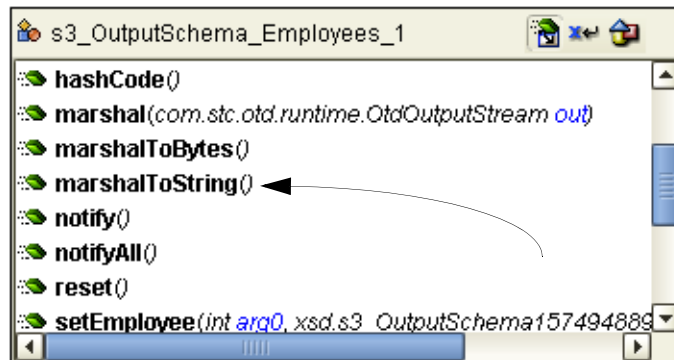 s3_OutputSchema_Employees_1
hashCode()
marshal(com.stc.otd.runtime.OtdOutputStream out)
marshalToBytes()
marshalToString()
notify()
notifyAll()
reset()
setEmployee(int arg0, xsd.s3_OutputSchema157494889